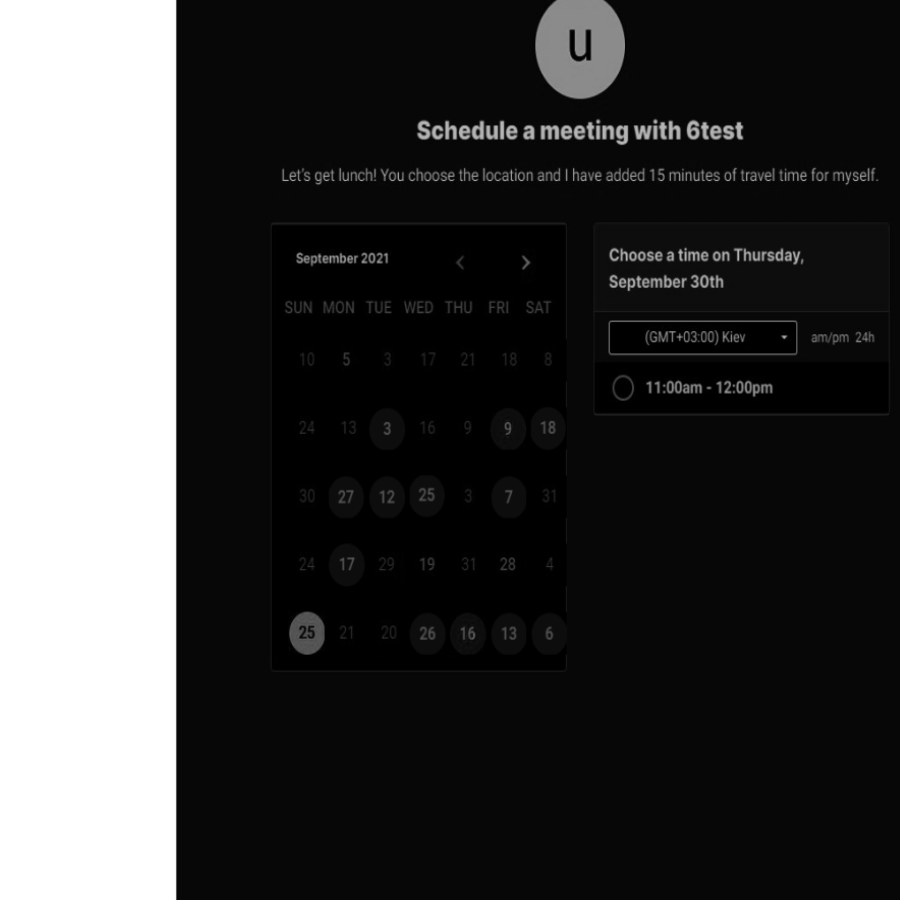 u
Schedule a meeting with 6test
Let's get lunch! You choose the location and I have added 15 minutes of travel time for myself.
September 2021
SUN MON TUE WED THU FRI SAT
10 5 3 17 21 18 8
24 13 3 16 9 9 18
30 27 12 25 3 7 31
24 17 29 19 31 28 4
25 21 20 26 16 13 6
Choose a time on Thursday,
September 30th
(GMT+03:00) Kiev am/pm 24h
11:00am - 12:00pm